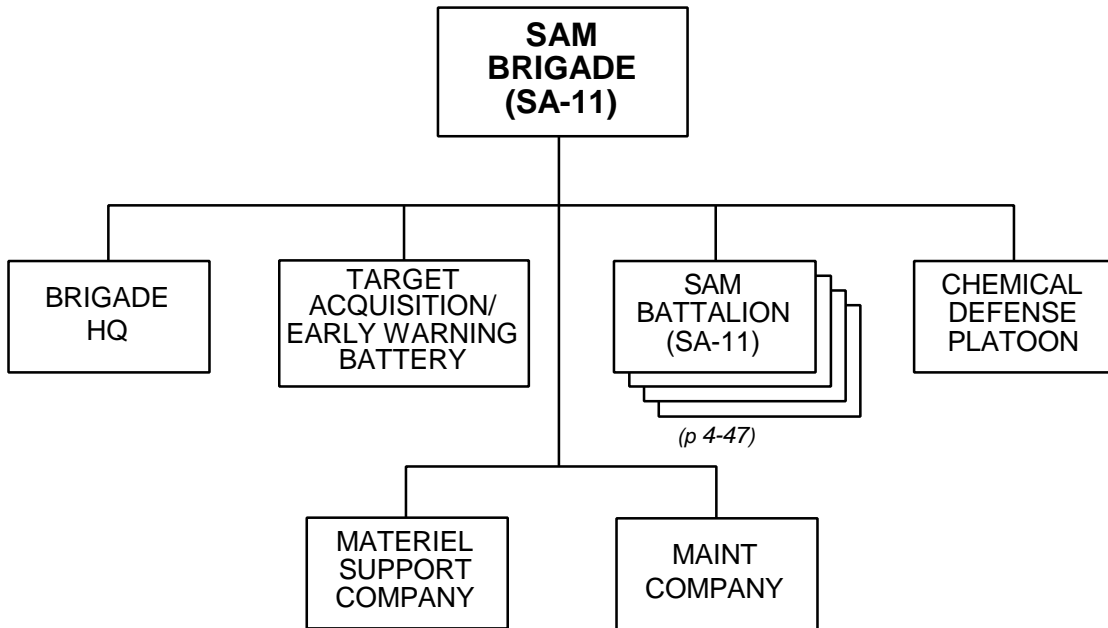 SAM
BRIGADE
(SA-11)
BRIGADE
HQ
TARGET
ACQUISITION/
EARLY WARNING
BATTERY
SAM
BATTALION
(SA-11)
CHEMICAL
DEFENSE
PLATOON
(p 4-47)
MATERIEL
SUPPORT
COMPANY
MAINT
COMPANY